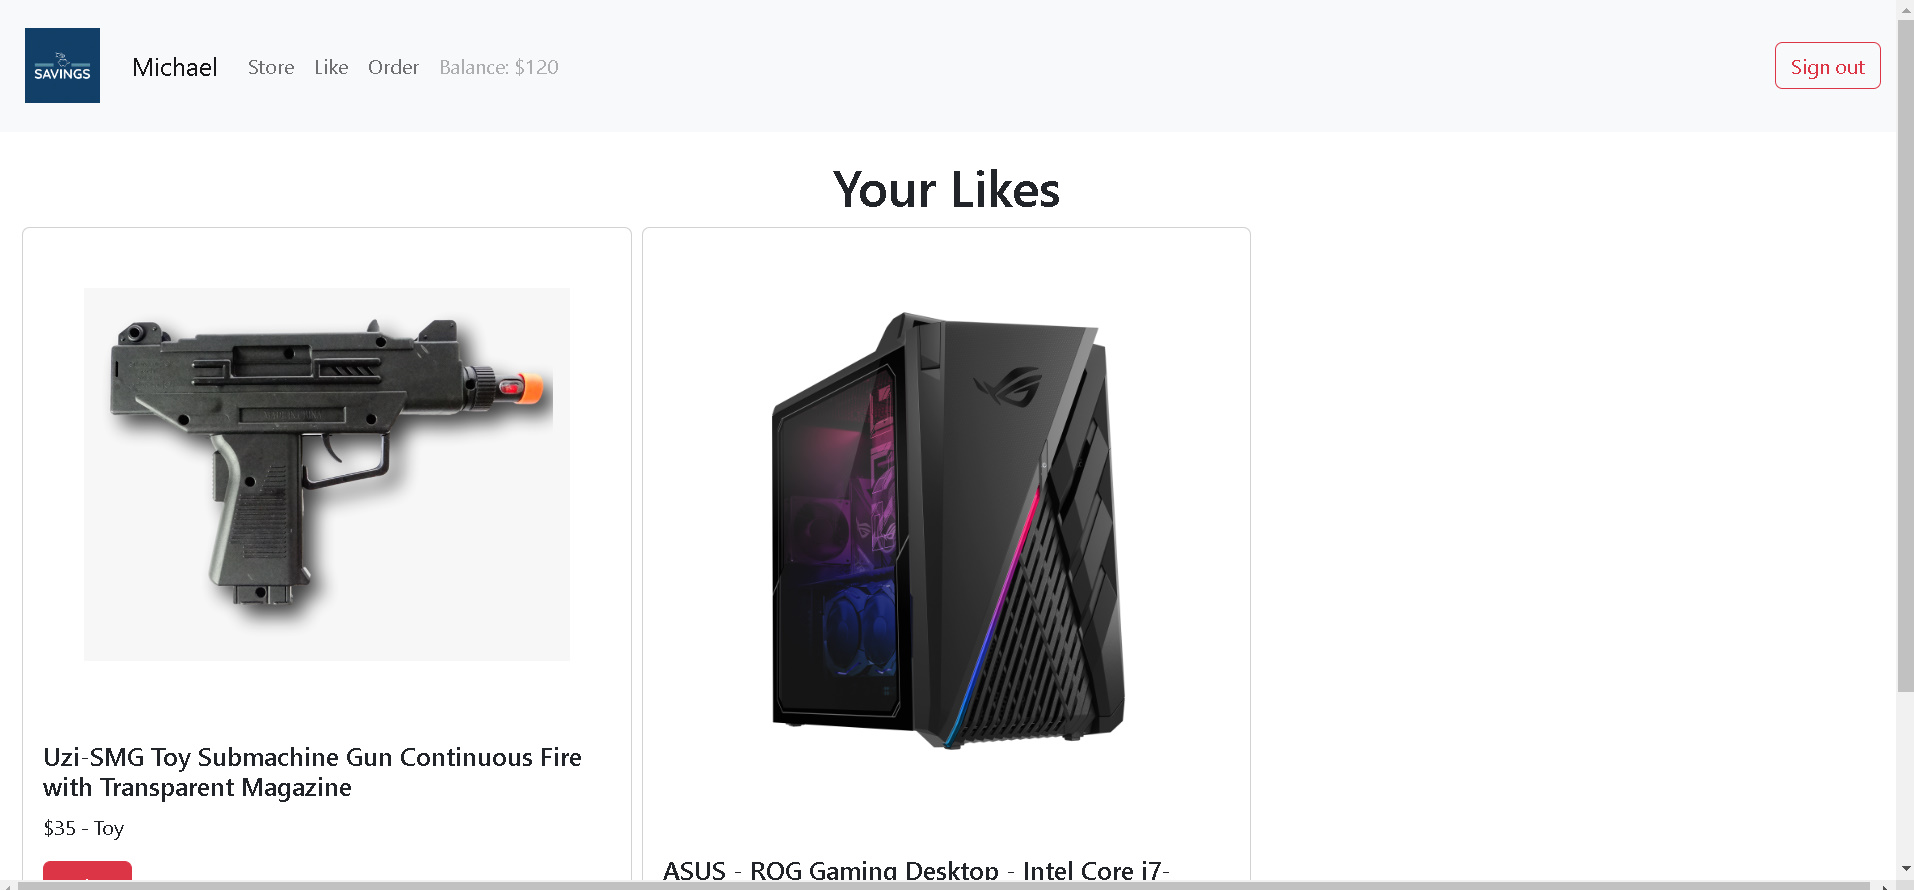 SAVINGS
Michael Store Like Order Balance: $120 Sign out
Your Likes
Uzi-SMG Toy Submachine Gun Continuous Fire
with Transparent Magazine
$35 - Toy
ASUS - ROG Gaming Desktop - Intel Core i7-